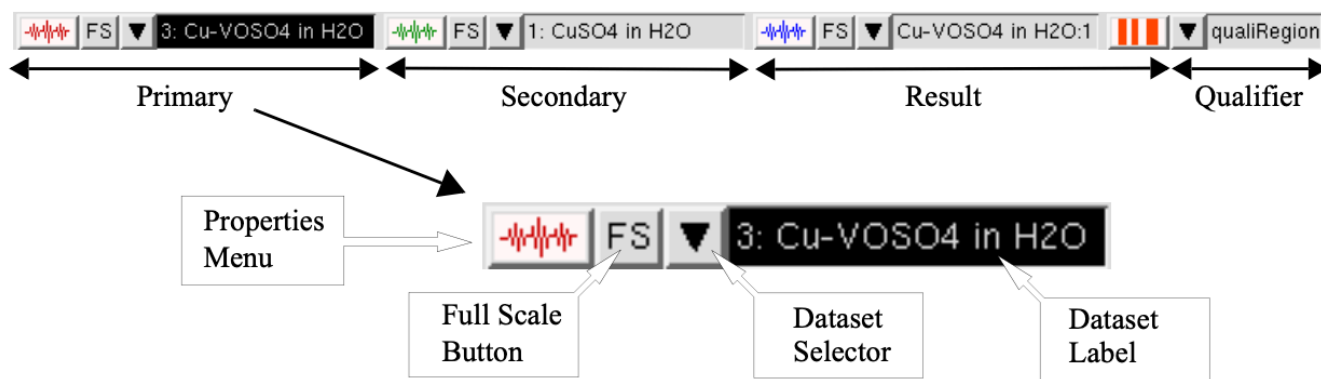 FS 3: Cu-VOSO4 in H2O FS 1: CuSO4 in H2O FS Cu-VOSO4 in H2O:1 qualiRegion
Primary Secondary Result Qualifier
Properties
Menu
FS 3: Cu-VOSO4 in H2O
Full Scale
Button
Dataset
Selector
Dataset
Label